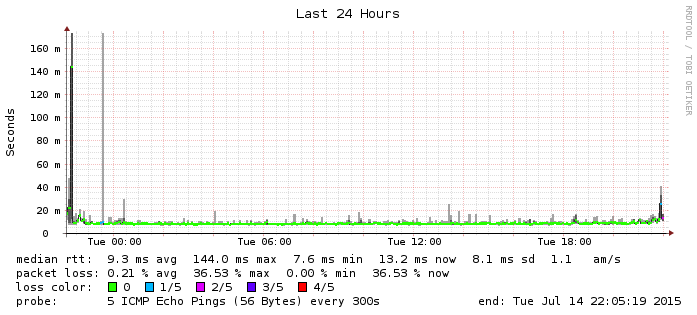 Last 24 Hours
RRDTOOL / TOBI OETIKER
Seconds
160 m
140 m
120 m
100 m
80 m
60 m
40 m
20 m
0
Tue 00:00 Tue 06:00 Tue 12:00 Tue 18:00
median rtt: 9.3 ms avg 144.0 ms max 7.6 ms min 13.2 ms now 8.1 ms sd 1.1 am/s
packet loss: 0.21 % avg 36.53 % max 0.00 % min 36.53 % now
loss color: 0 1/5 2/5 3/5 4/5
probe: 5 ICMP Echo Pings (56 Bytes) every 300s end: Tue Jul 14 22:05:19 2015